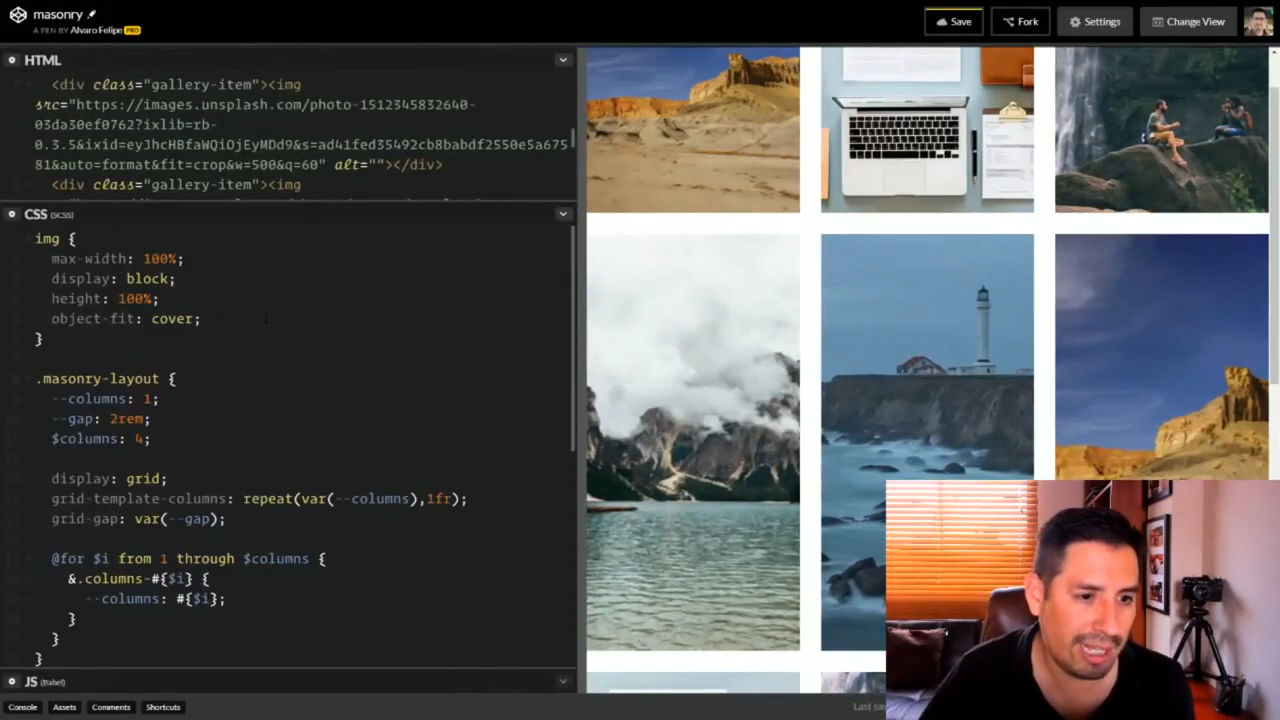 masonry
A PEN BY Alvaro Felipe PRO
Save
Fork
Settings
Change View
HTML
<div class="gallery-item"><img
src="https://images.unsplash.com/photo-1512345832640-
03da30ef0762?ixlib=rb-
0.3.5&ixid=eyJhcHBfaWQiOjEyMDd9&s=ad41fed35492cb8babdf2550e5a675
81&auto=format&fit=crop&w=500&q=60" alt=""></div>
<div class="gallery-item"><img
CSS (SCSS)
img {
max-width: 100%;
display: block;
height: 100%;
object-fit: cover;
}
.masonry-layout {
--columns: 1;
--gap: 2rem;
$columns: 4;
display: grid;
grid-template-columns: repeat(var(--columns),1fr);
grid-gap: var(--gap);
@for $i from 1 through $columns {
&.columns-#{$i} {
--columns: #{$i};
}
}
}
JS (Babel)
Console
Assets
Comments
Shortcuts
Last